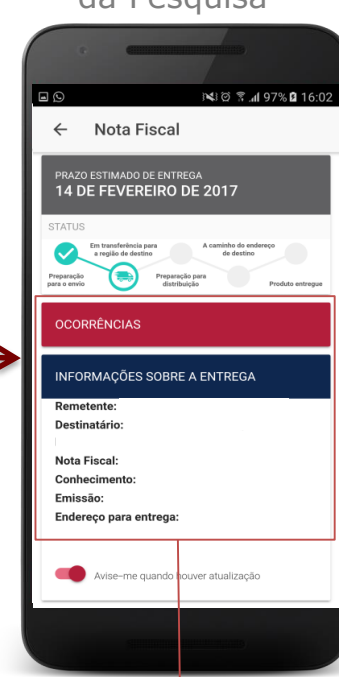 da Pesquisa
97% 16:02
Nota Fiscal
PRAZO ESTIMADO DE ENTREGA
14 DE FEVEREIRO DE 2017
STATUS
Em transferência para
a região de destino
A caminho do endereço
de destino
Preparação
para o envio
Preparação para
distribuição
Produto entregue
OCORRÊNCIAS
INFORMAÇÕES SOBRE A ENTREGA
Remetente:
Destinatário:
Nota Fiscal:
Conhecimento:
Emissão:
Endereço para entrega:
Avise-me quando houver atualização